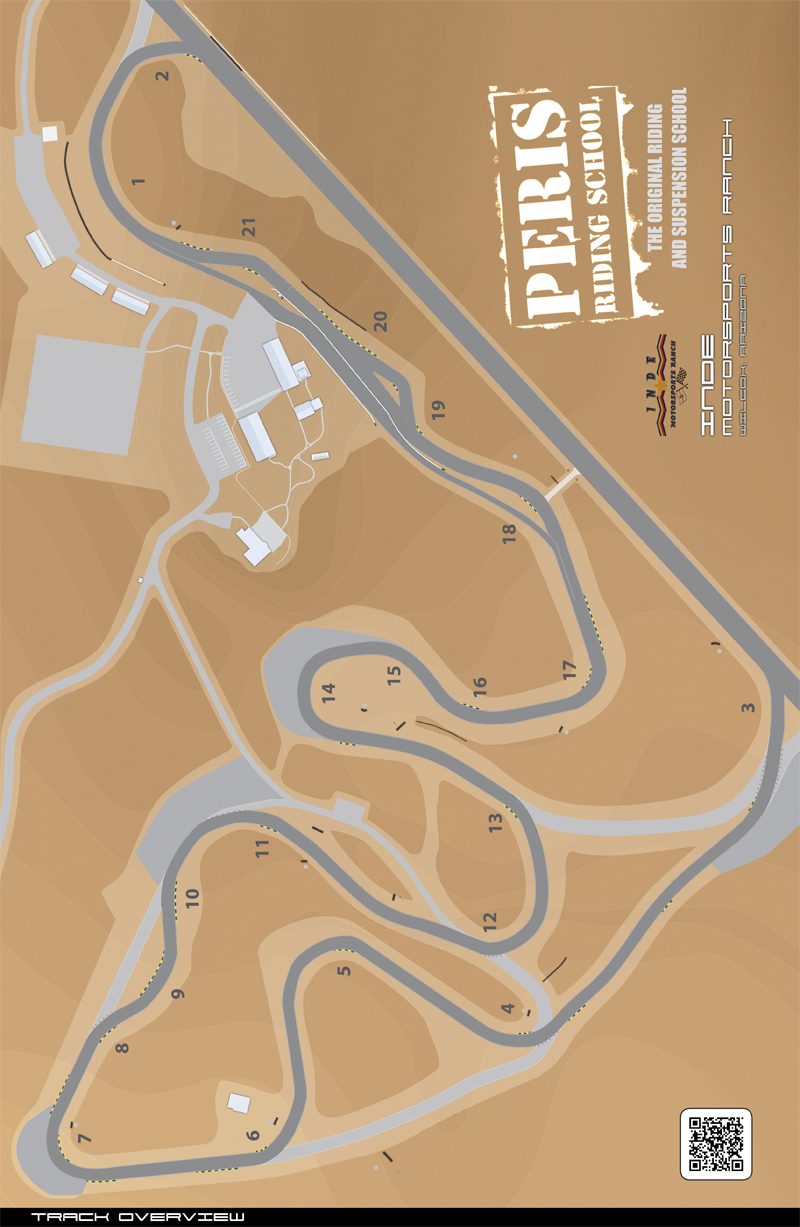 PERIS
RIDING SCHOOL
THE ORIGINAL RIDING
AND SUSPENSION SCHOOL
INDE
MOTORSPORTS RANCH
INDE
MOTORSPORTS RANCH
WILCOX, ARIZONA
2
1
21
20
19
18
17
16
15
14
3
13
11
10
12
9
5
4
8
7
6
TRACK OVERVIEW